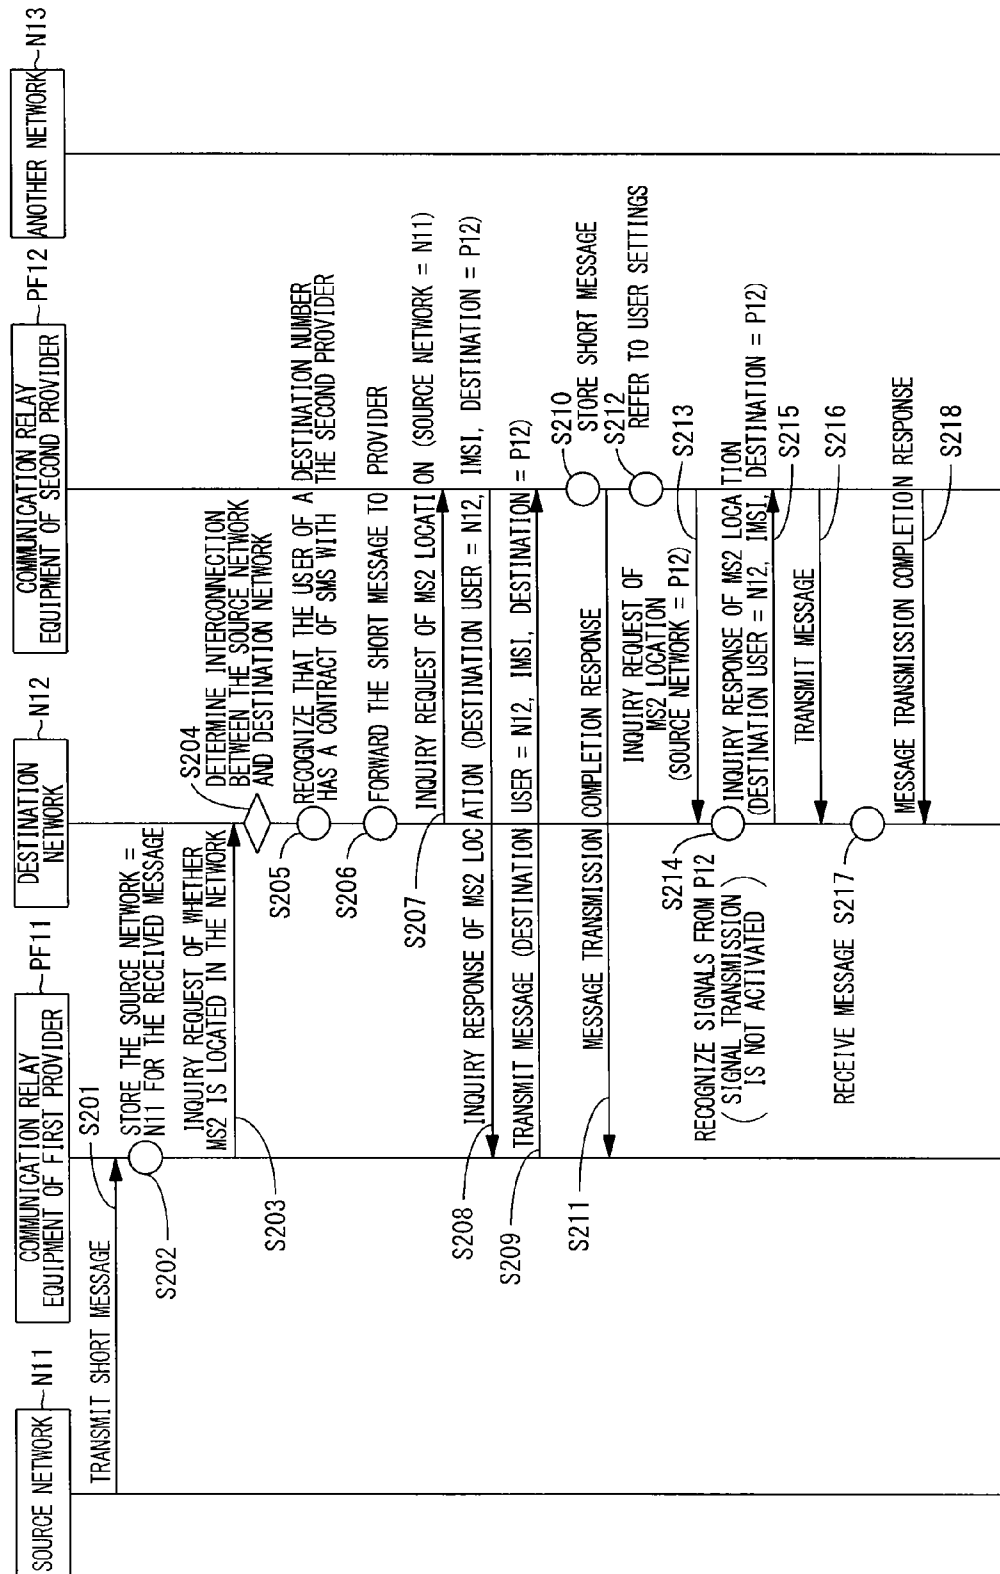 SOURCE NETWORK
N11
COMMUNICATION RELAY
EQUIPMENT OF FIRST PROVIDER
PF11
DESTINATION
NETWORK
N12
COMMUNICATION RELAY
EQUIPMENT OF SECOND PROVIDER
PF12
ANOTHER NETWORK
N13
TRANSMIT SHORT MESSAGE
S201
STORE THE SOURCE NETWORK =
N11 FOR THE RECEIVED MESSAGE
S202
INQUIRY REQUEST OF WHETHER
MS2 IS LOCATED IN THE NETWORK
S203
S204
DETERMINE INTERCONNECTION
BETWEEN THE SOURCE NETWORK
AND DESTINATION NETWORK
S205
RECOGNIZE THAT THE USER OF A DESTINATION NUMBER
HAS A CONTRACT OF SMS WITH THE SECOND PROVIDER
S206
FORWARD THE SHORT MESSAGE TO PROVIDER
S207
INQUIRY REQUEST OF MS2 LOCATION (SOURCE NETWORK = N11)
S208
INQUIRY RESPONSE OF MS2 LOCATION (DESTINATION USER = N12, IMSI, DESTINATION = P12)
S209
TRANSMIT MESSAGE (DESTINATION USER = N12, IMSI, DESTINATION = P12)
S210
STORE SHORT MESSAGE
S211
MESSAGE TRANSMISSION COMPLETION RESPONSE
S212
REFER TO USER SETTINGS
INQUIRY REQUEST OF
MS2 LOCATION
(SOURCE NETWORK = P12)
S213
S214
RECOGNIZE SIGNALS FROM P12
(SIGNAL TRANSMISSION
IS NOT ACTIVATED)
INQUIRY RESPONSE OF MS2 LOCATION
(DESTINATION USER = N12, IMSI, DESTINATION = P12)
S215
TRANSMIT MESSAGE
S216
RECEIVE MESSAGE S217
MESSAGE TRANSMISSION COMPLETION RESPONSE
S218